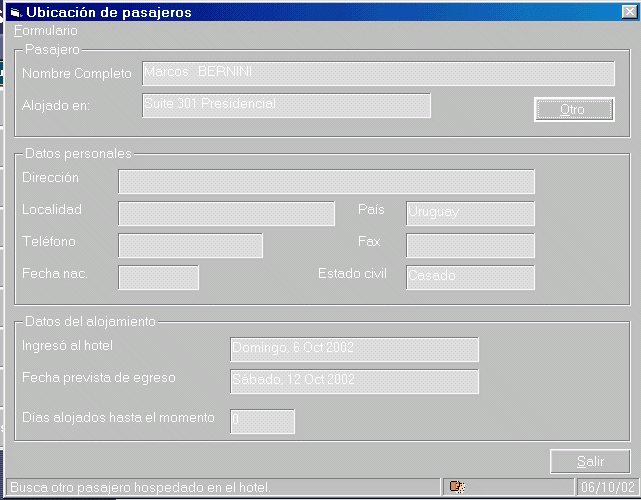 Ubicación de pasajeros
Formulario
Pasajero
Nombre Completo Marcos BERNINI
Alojado en: Suite 301 Presidencial
Otro
Datos personales
Dirección
Localidad País Uruguay
Teléfono Fax
Fecha nac. Estado civil Casado
Datos del alojamiento
Ingresó al hotel Domingo, 6 Oct 2002
Fecha prevista de egreso Sábado, 12 Oct 2002
Días alojados hasta el momento 0
Salir
Busca otro pasajero hospedado en el hotel. 06/10/02